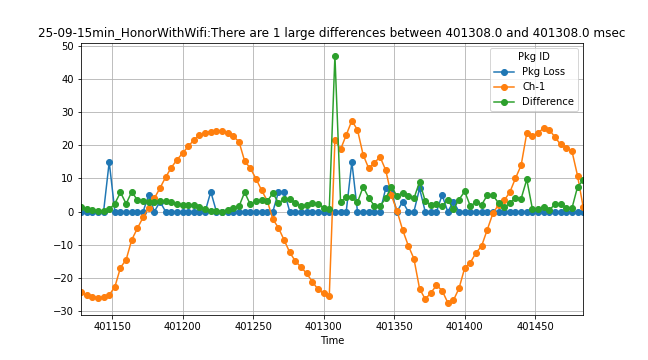 25-09-15min_HonorWithWifi:There are 1 large differences between 401308.0 and 401308.0 msec
50
40
30
20
10
0
−10
−20
−30
Pkg ID
Pkg Loss
Ch-1
Difference
401150 401200 401250 401300 401350 401400 401450
Time